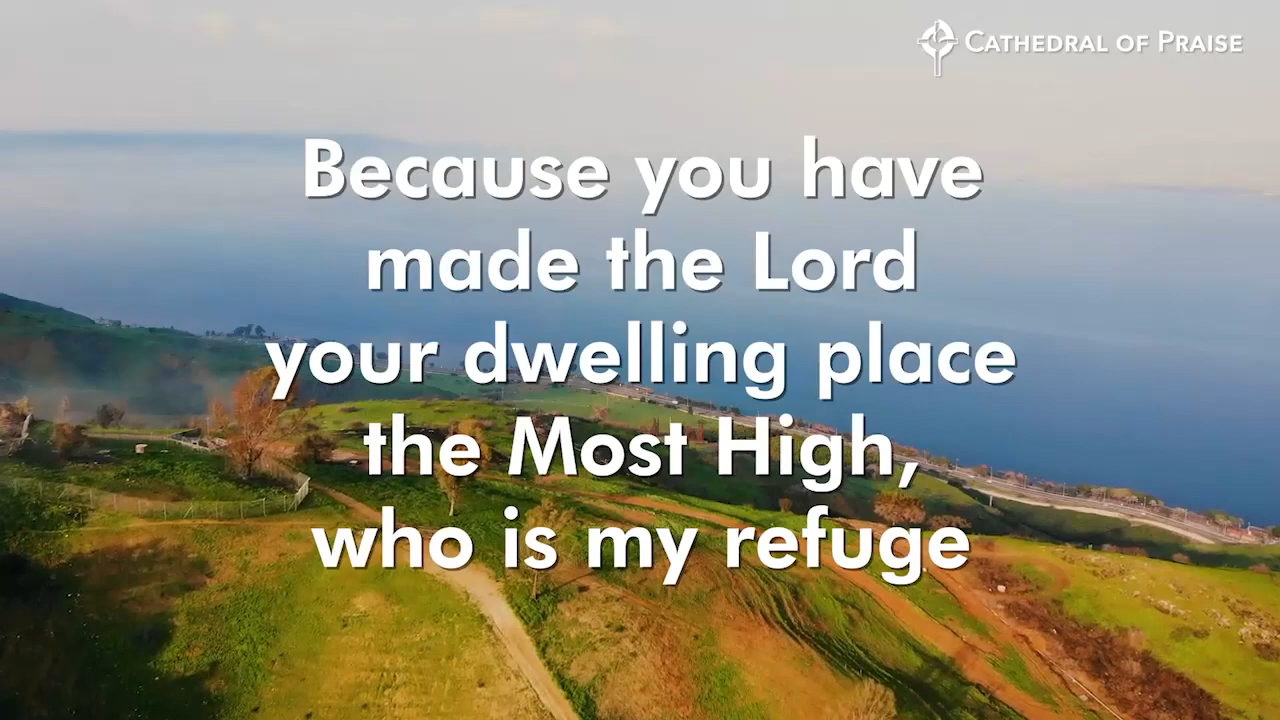 Cathedral of Praise
Because you have
made the Lord
your dwelling place
the Most High,
who is my refuge